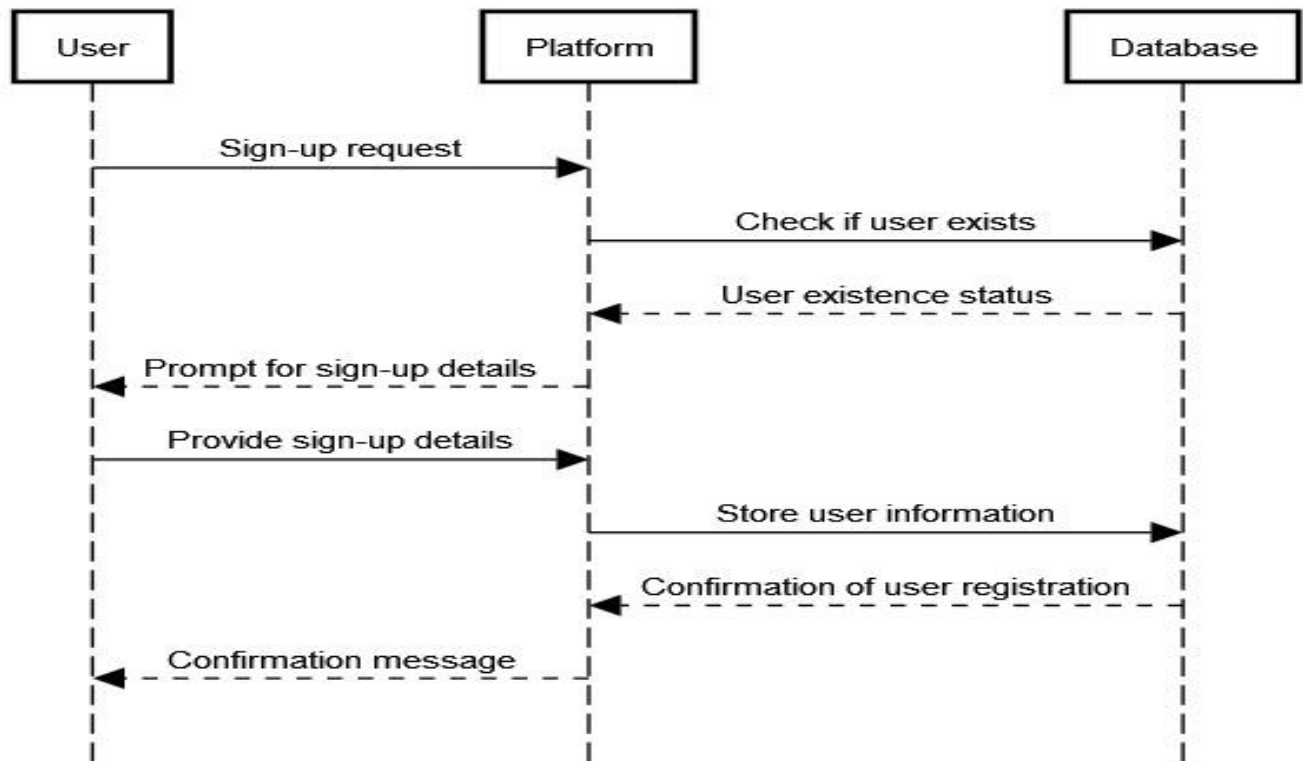 User
Platform
Database
Sign-up request
Check if user exists
User existence status
Prompt for sign-up details
Provide sign-up details
Store user information
Confirmation of user registration
Confirmation message